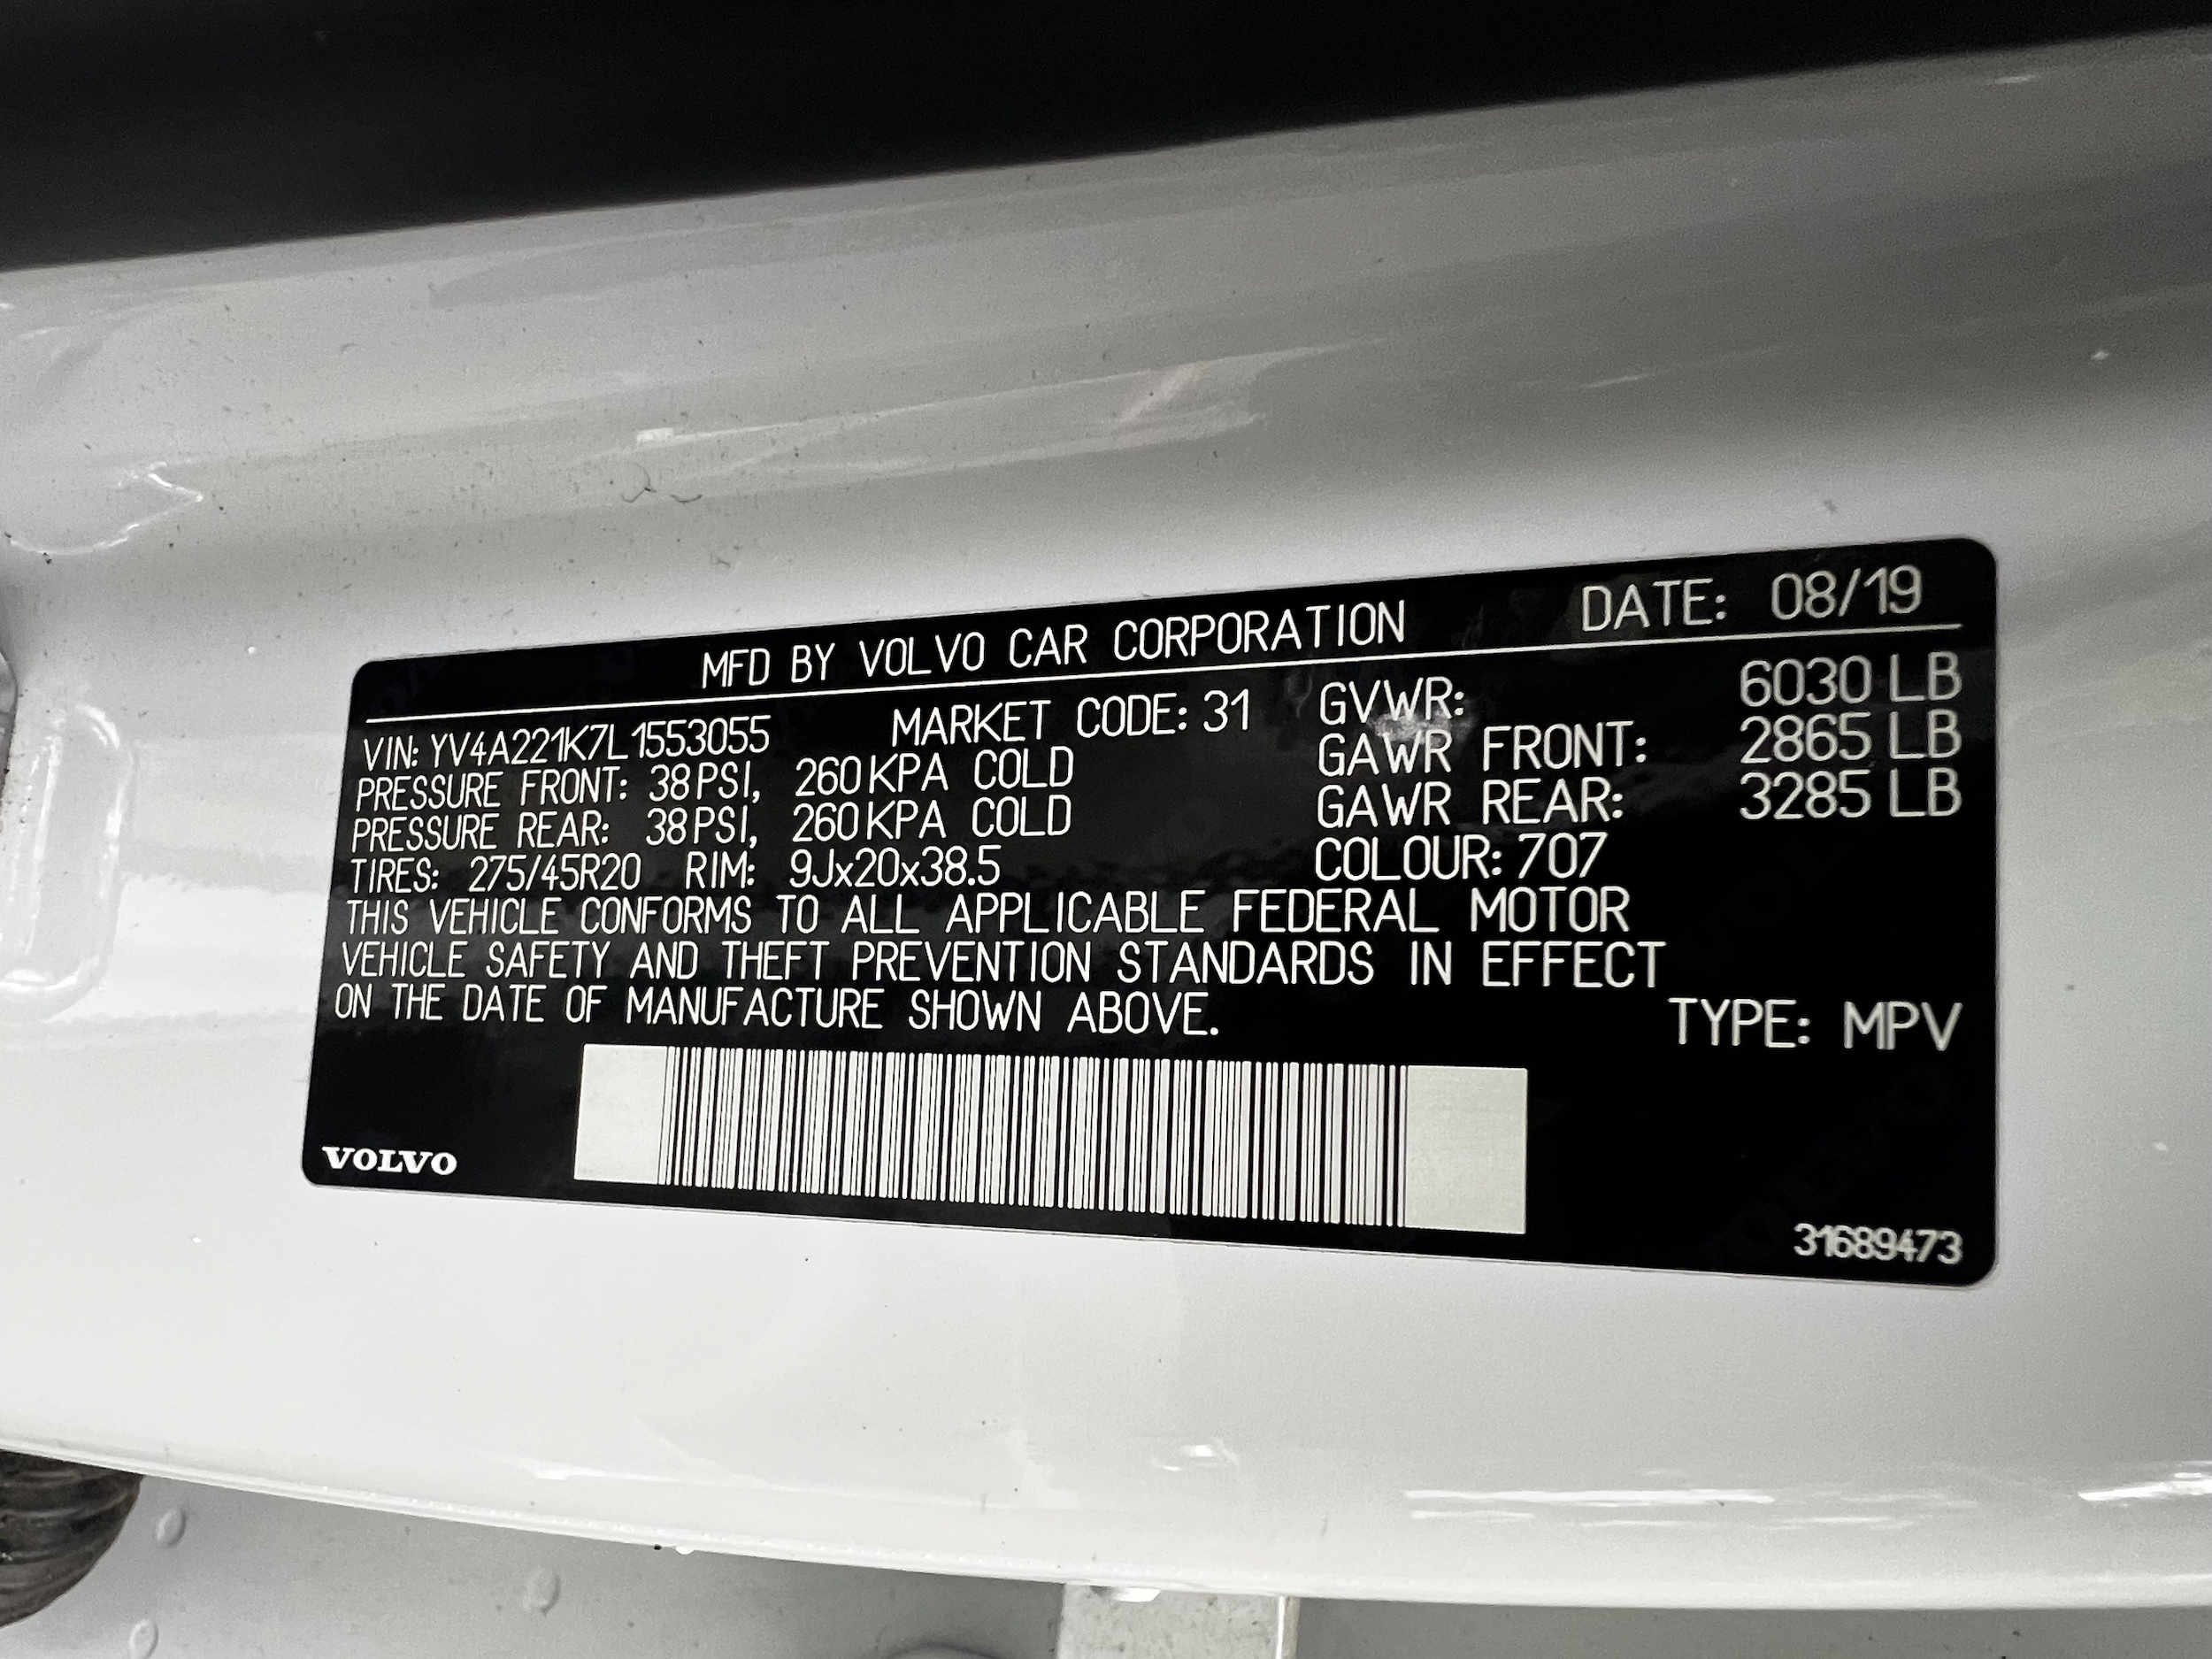 MFD BY VOLVO CAR CORPORATION DATE: 08/19
VIN: YV4A221K7L1553055 MARKET CODE: 31 GVWR: 6030 LB
PRESSURE FRONT: 38 PSI, 260 KPA COLD GAWR FRONT: 2865 LB
PRESSURE REAR: 38 PSI, 260 KPA COLD GAWR REAR: 3285 LB
TIRES: 275/45R20 RIM: 9Jx20x38.5 COLOUR: 707
THIS VEHICLE CONFORMS TO ALL APPLICABLE FEDERAL MOTOR
VEHICLE SAFETY AND THEFT PREVENTION STANDARDS IN EFFECT
ON THE DATE OF MANUFACTURE SHOWN ABOVE.
TYPE: MPV
VOLVO
31689473